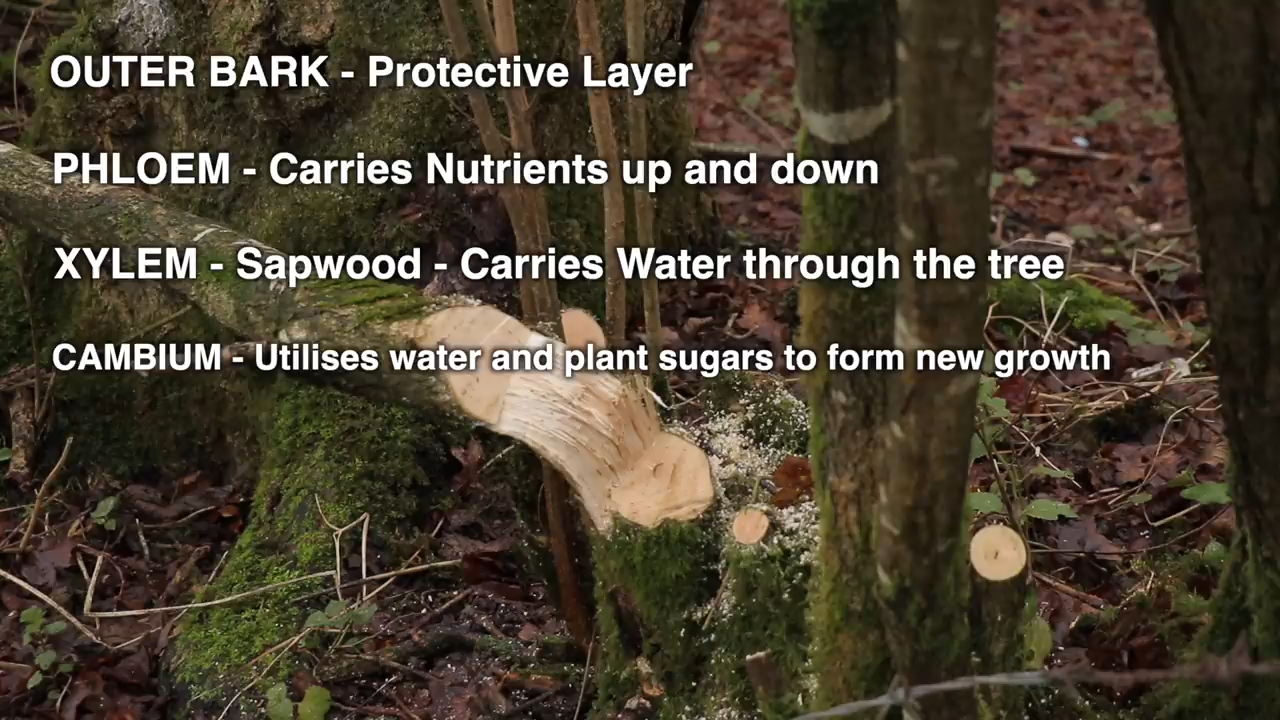 OUTER BARK - Protective Layer
PHLOEM - Carries Nutrients up and down
XYLEM - Sapwood - Carries Water through the tree
CAMBIUM - Utilises water and plant sugars to form new growth